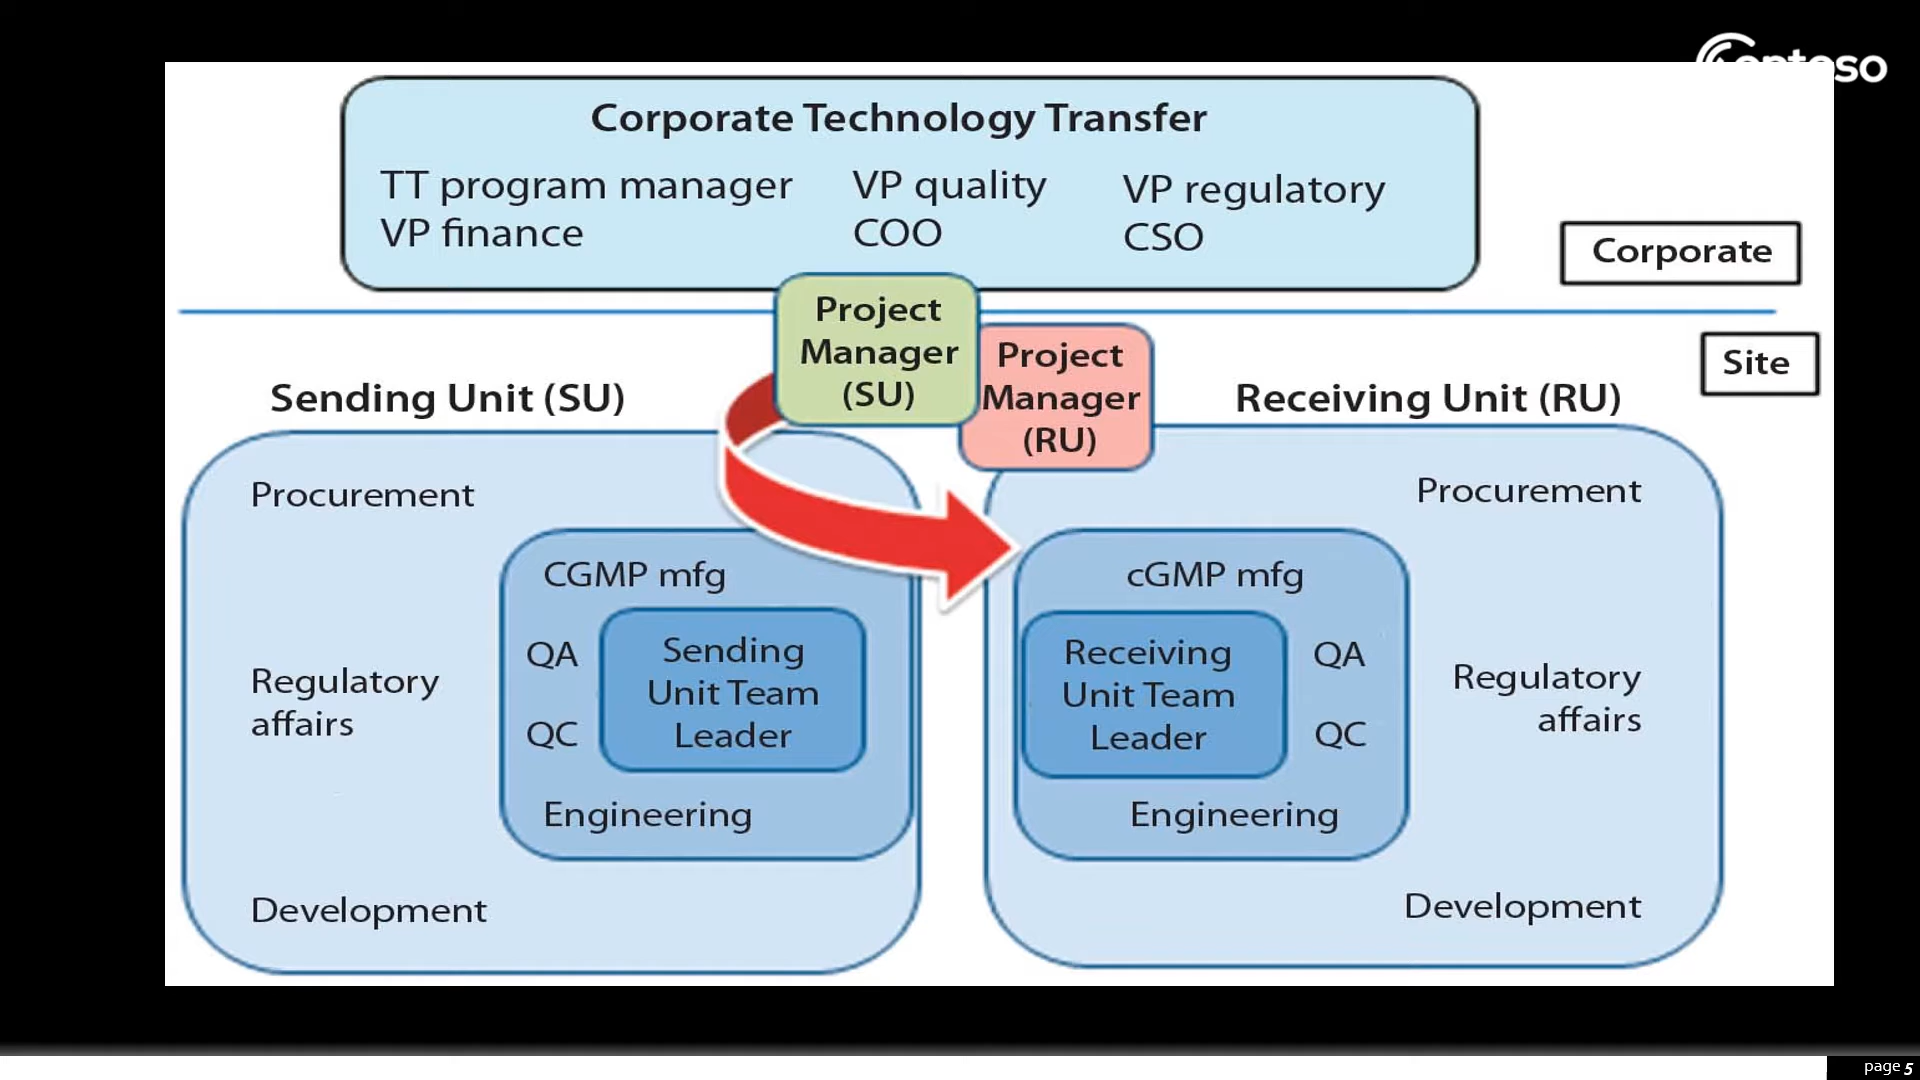 Contoso
Corporate Technology Transfer
TT program manager VP quality VP regulatory
VP finance COO CSO
Corporate
Project
Manager
(SU)
Project
Manager
(RU)
Site
Sending Unit (SU)
Receiving Unit (RU)
Procurement
CGMP mfg
QA
Sending
Unit Team
Leader
QC
Engineering
Regulatory
affairs
Development
Procurement
cGMP mfg
Receiving
Unit Team
Leader
QA
QC
Engineering
Regulatory
affairs
Development
page 5